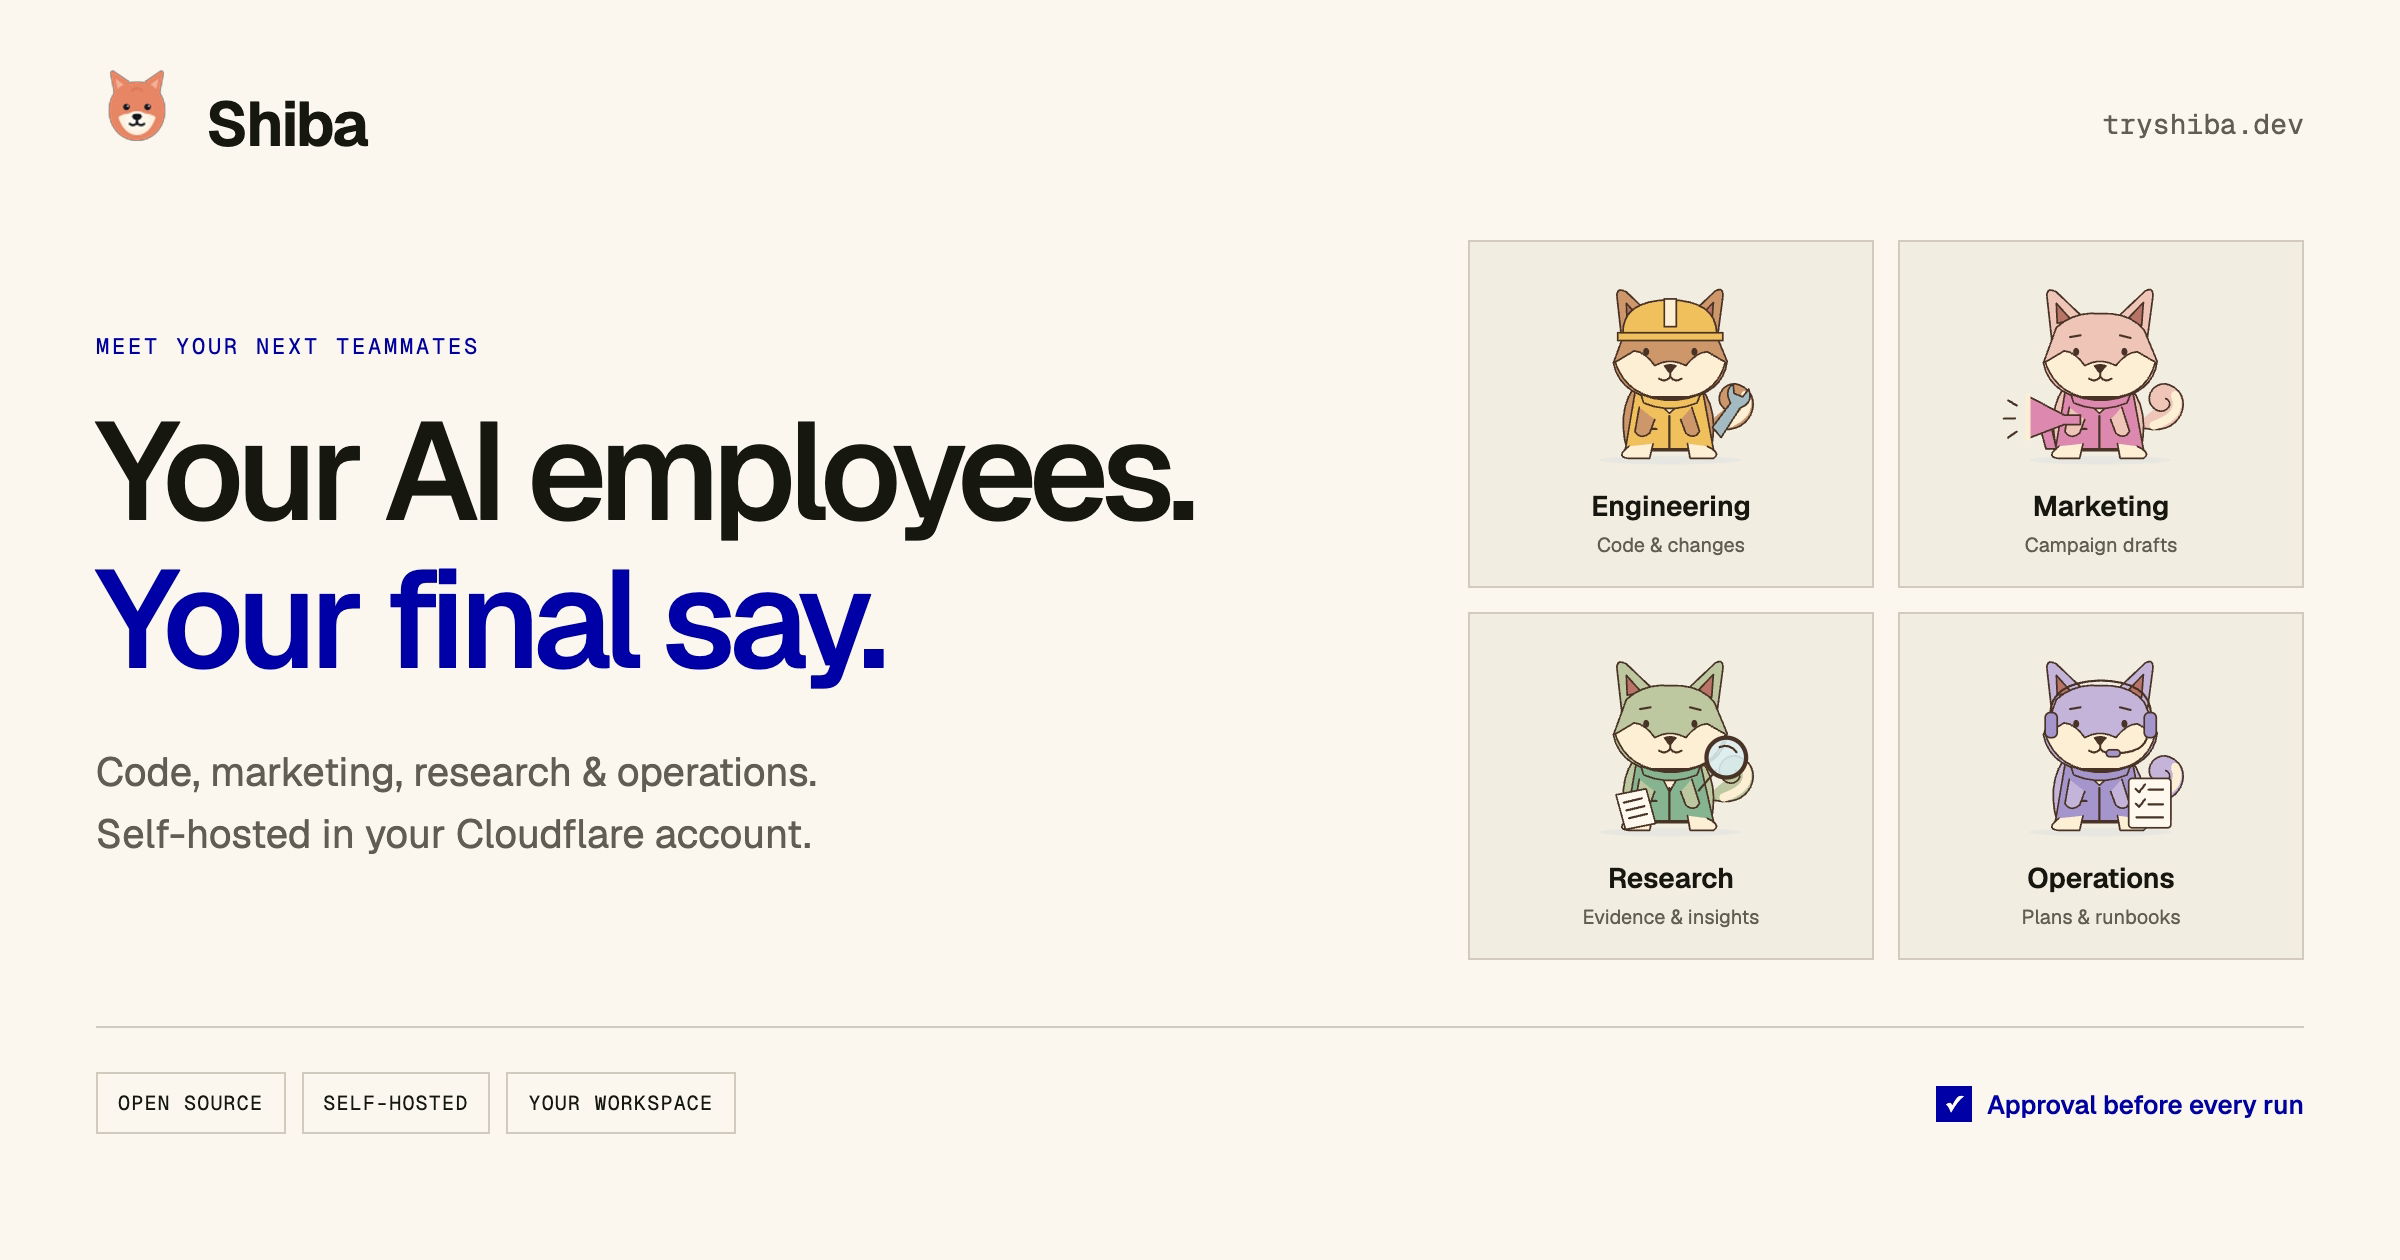 Shiba
tryshiba.dev
MEET YOUR NEXT TEAMMATES
Your AI employees.
Your final say.
Code, marketing, research & operations.
Self-hosted in your Cloudflare account.
Engineering
Code & changes
Marketing
Campaign drafts
Research
Evidence & insights
Operations
Plans & runbooks
OPEN SOURCE
SELF-HOSTED
YOUR WORKSPACE
Approval before every run